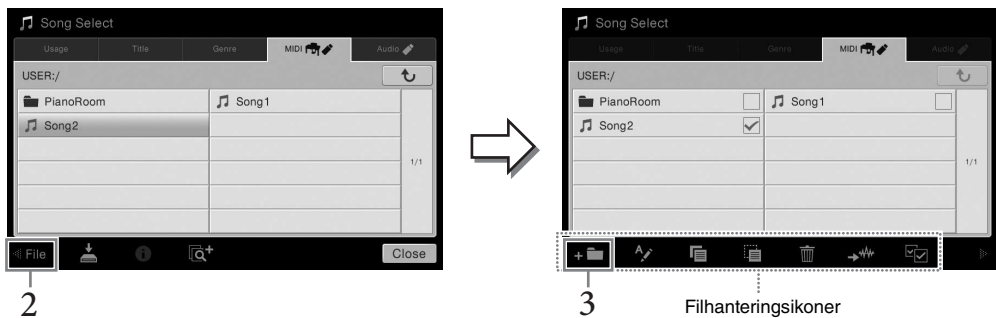 Song Select
Usage Title Genre MIDI Audio
USER:/
PianoRoom Song1
Song2
1/1
File Close
2
Song Select
Usage Title Genre MIDI Audio
USER:/
PianoRoom Song1
Song2
1/1
3
Filhanteringsikoner